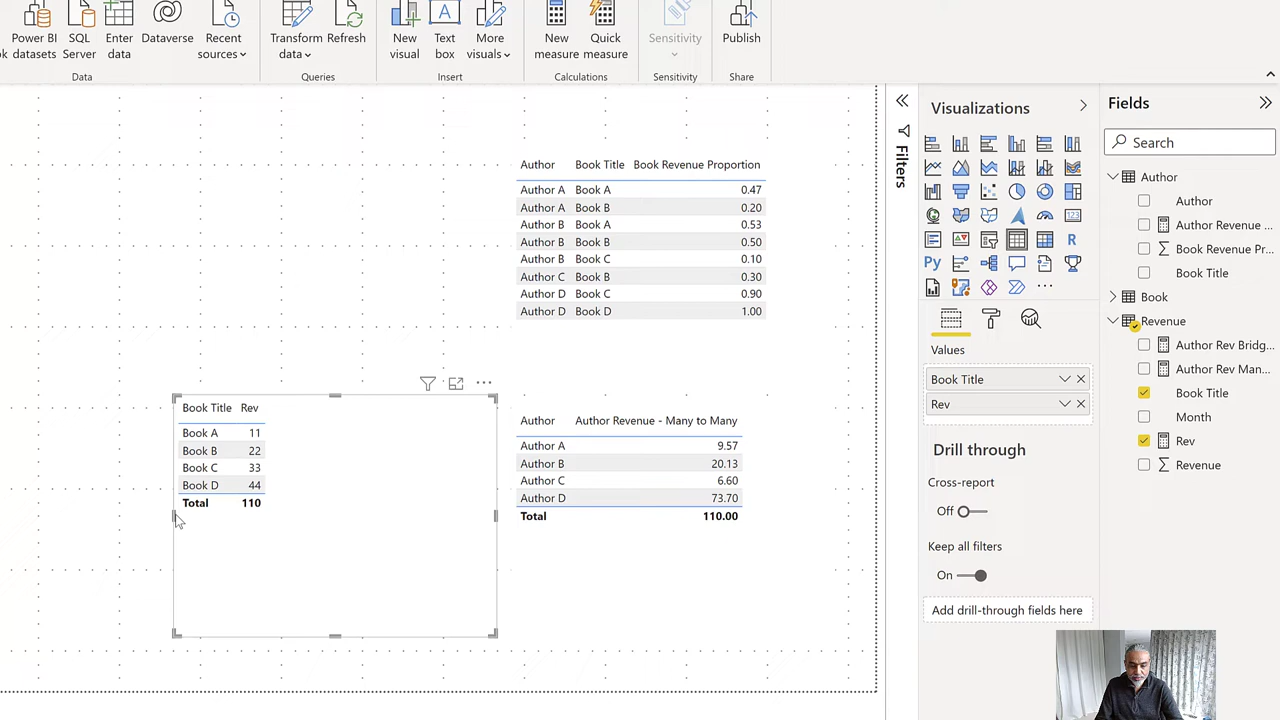 Power BI
datasets
SQL
Server
Enter
data
Dataverse
Recent
sources
Transform
data
Refresh
New
visual
Text
box
More
visuals
New
measure
Quick
measure
Sensitivity
Publish
Data
Queries
Insert
Calculations
Sensitivity
Share
Author Book Title Book Revenue Proportion
Author A Book A 0.47
Author A Book B 0.20
Author B Book A 0.53
Author B Book B 0.50
Author B Book C 0.10
Author C Book B 0.30
Author D Book C 0.90
Author D Book D 1.00
Book Title Rev
Book A 11
Book B 22
Book C 33
Book D 44
Total 110
Author Author Revenue - Many to Many
Author A 9.57
Author B 20.13
Author C 6.60
Author D 73.70
Total 110.00
Filters
Visualizations
R
Py
Values
Book Title
Rev
Drill through
Cross-report
Off
Keep all filters
On
Add drill-through fields here
Fields
Search
Author
Author
Author Revenue ...
Book Revenue Pr...
Book Title
Book
Revenue
Author Rev Bridg...
Author Rev Man...
Book Title
Month
Rev
Revenue